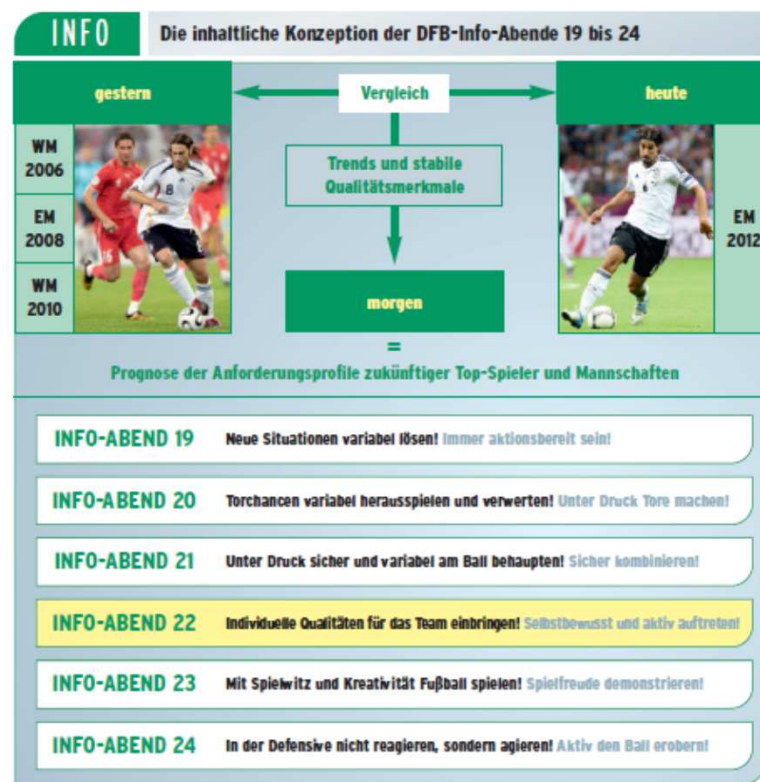 INFO
Die inhaltliche Konzeption der DFB-Info-Abende 19 bis 24
gestern
Vergleich
heute
WM
2006
EM
2008
WM
2010
Trends und stabile
Qualitätsmerkmale
EM
2012
morgen
=
Prognose der Anforderungsprofile zukünftiger Top-Spieler und Mannschaften
INFO-ABEND 19 Neue Situationen variabel lösen! Immer aktionsbereit sein!
INFO-ABEND 20 Torchancen variabel herausspielen und verwerten! Unter Druck Tore machen!
INFO-ABEND 21 Unter Druck sicher und variabel am Ball behaupten! Sicher kombinieren!
INFO-ABEND 22 Individuelle Qualitäten für das Team einbringen! Selbstbewusst und aktiv auftreten!
INFO-ABEND 23 Mit Spielwitz und Kreativität Fußball spielen! Spielfreude demonstrieren!
INFO-ABEND 24 In der Defensive nicht reagieren, sondern agieren! Aktiv den Ball erobern!